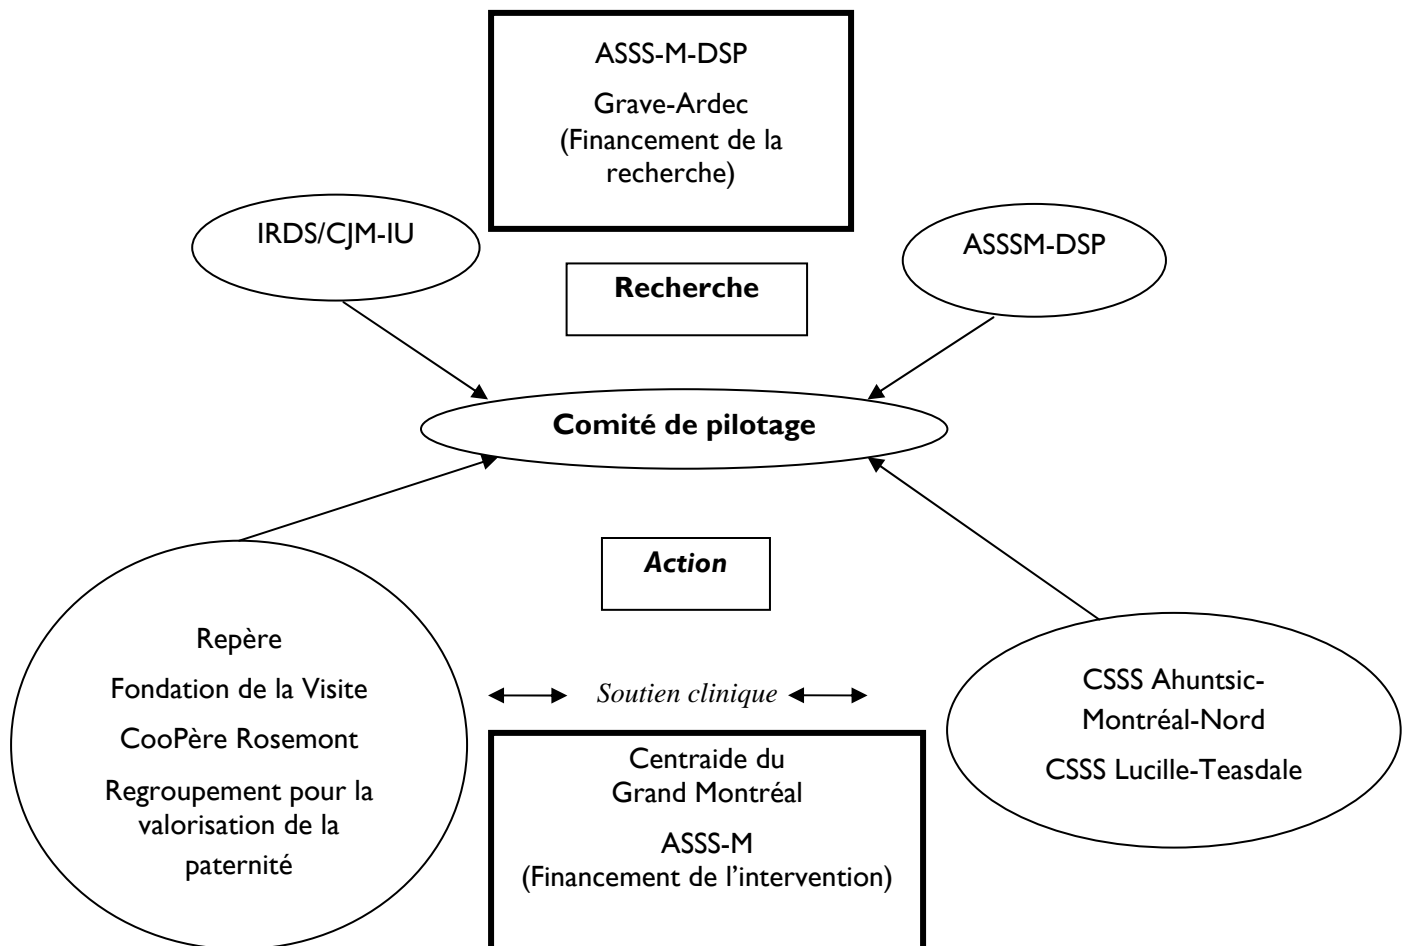 ASSS-M-DSP
Grave-Ardec
(Financement de la
recherche)
IRDS/CJM-IU
ASSSM-DSP
Recherche
Comité de pilotage
Action
Repère
Fondation de la Visite
CooPère Rosemont
Regroupement pour la
valorisation de la
paternité
Soutien clinique
Centraide du
Grand Montréal
ASSS-M
(Financement de l’intervention)
CSSS Ahuntsic-
Montréal-Nord
CSSS Lucille-Teasdale